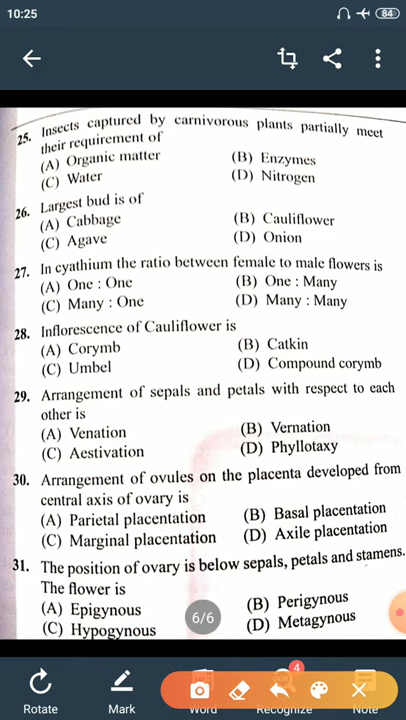 10:25
84
25. Insects captured by carnivorous plants partially meet
their requirement of
(A) Organic matter (B) Enzymes
(C) Water (D) Nitrogen
26. Largest bud is of
(A) Cabbage (B) Cauliflower
(C) Agave (D) Onion
27. In cyathium the ratio between female to male flowers is
(A) One : One (B) One : Many
(C) Many : One (D) Many : Many
28. Inflorescence of Cauliflower is
(A) Corymb (B) Catkin
(C) Umbel (D) Compound corymb
29. Arrangement of sepals and petals with respect to each
other is
(A) Venation (B) Vernation
(C) Aestivation (D) Phyllotaxy
30. Arrangement of ovules on the placenta developed from
central axis of ovary is
(A) Parietal placentation (B) Basal placentation
(C) Marginal placentation (D) Axile placentation
31. The position of ovary is below sepals, petals and stamens.
The flower is
(A) Epigynous (B) Perigynous
(C) Hypogynous (D) Metagynous
6/6
4
Rotate Mark Word Recognize Note